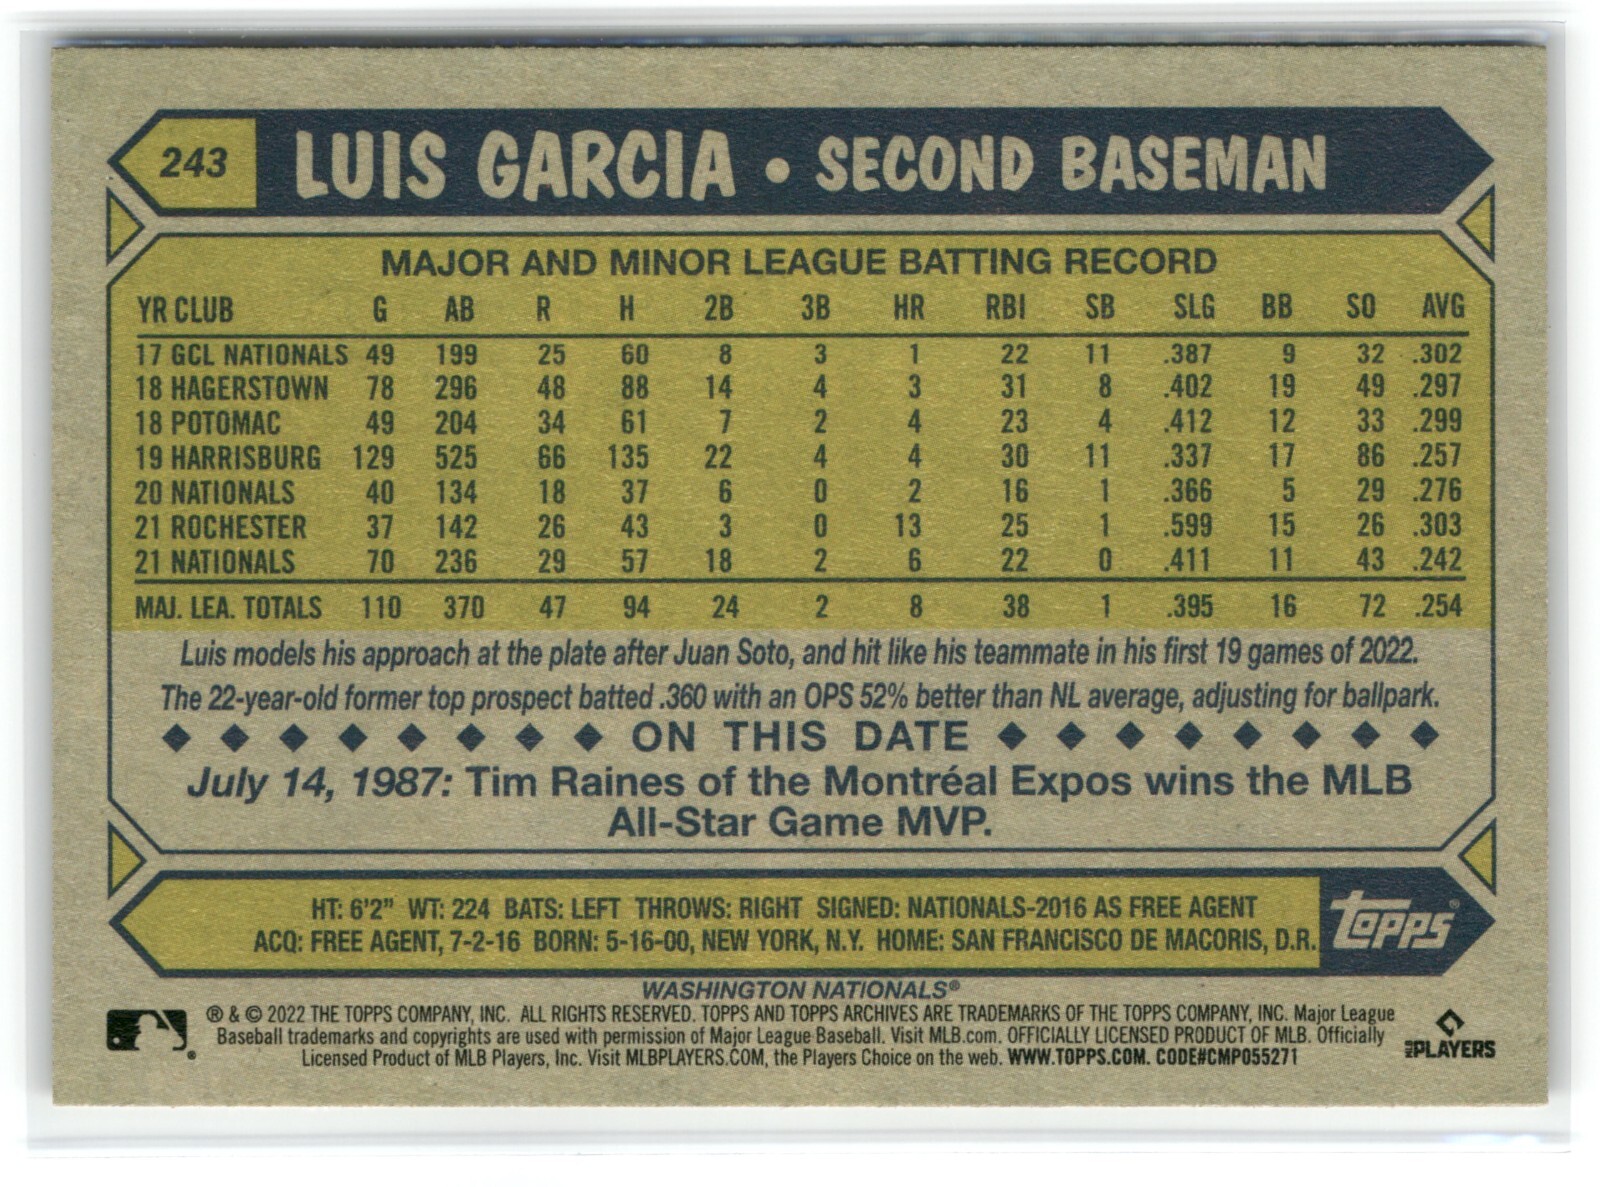 243 LUIS GARCIA • SECOND BASEMAN
MAJOR AND MINOR LEAGUE BATTING RECORD
YR CLUB G AB R H 2B 3B HR RBI SB SLG BB SO AVG
17 GCL NATIONALS 49 199 25 60 8 3 1 22 11 .387 9 32 .302
18 HAGERSTOWN 78 296 48 88 14 4 3 31 8 .402 19 49 .297
18 POTOMAC 49 204 34 61 7 2 4 23 4 .412 12 33 .299
19 HARRISBURG 129 525 66 135 22 4 4 30 11 .337 17 86 .257
20 NATIONALS 40 134 18 37 6 0 2 16 1 .366 5 29 .276
21 ROCHESTER 37 142 26 43 3 0 13 25 1 .599 15 26 .303
21 NATIONALS 70 236 29 57 18 2 6 22 0 .411 11 43 .242
MAJ. LEA. TOTALS 110 370 47 94 24 2 8 38 1 .395 16 72 .254
Luis models his approach at the plate after Juan Soto, and hit like his teammate in his first 19 games of 2022.
The 22-year-old former top prospect batted .360 with an OPS 52% better than NL average, adjusting for ballpark.
◆ ◆ ◆ ◆ ◆ ◆ ◆ ◆ ON THIS DATE ◆ ◆ ◆ ◆ ◆ ◆ ◆ ◆
July 14, 1987: Tim Raines of the Montréal Expos wins the MLB
All-Star Game MVP.
HT: 6'2" WT: 224 BATS: LEFT THROWS: RIGHT SIGNED: NATIONALS-2016 AS FREE AGENT
ACQ: FREE AGENT, 7-2-16 BORN: 5-16-00, NEW YORK, N.Y. HOME: SAN FRANCISCO DE MACORIS, D.R.
topps®
WASHINGTON NATIONALS®
® & © 2022 THE TOPPS COMPANY, INC. ALL RIGHTS RESERVED. TOPPS AND TOPPS ARCHIVES ARE TRADEMARKS OF THE TOPPS COMPANY, INC. Major League
Baseball trademarks and copyrights are used with permission of Major League Baseball. Visit MLB.com. OFFICIALLY LICENSED PRODUCT OF MLB. Officially
Licensed Product of MLB Players, Inc. Visit MLBPLAYERS.COM, the Players Choice on the web. WWW.TOPPS.COM. CODE#CMP055271
MLB PLAYERS